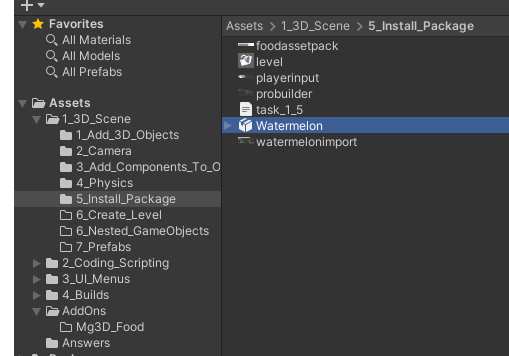 Favorites
All Materials
All Models
All Prefabs
Assets
1_3D_Scene
1_Add_3D_Objects
2_Camera
3_Add_Components_To_O
4_Physics
5_Install_Package
6_Create_Level
6_Nested_GameObjects
7_Prefabs
2_Coding_Scripting
3_UI_Menus
4_Builds
AddOns
Mg3D_Food
Answers
Assets > 1_3D_Scene > 5_Install_Package
foodassetpack
level
playerinput
probuilder
task_1_5
Watermelon
watermelonimport